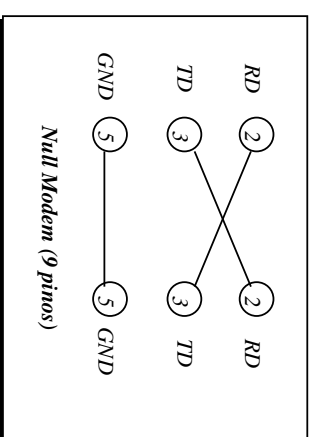 RD 2 2 RD
TD 3 3 TD
GND 5 5 GND
Null Modem (9 pinos)